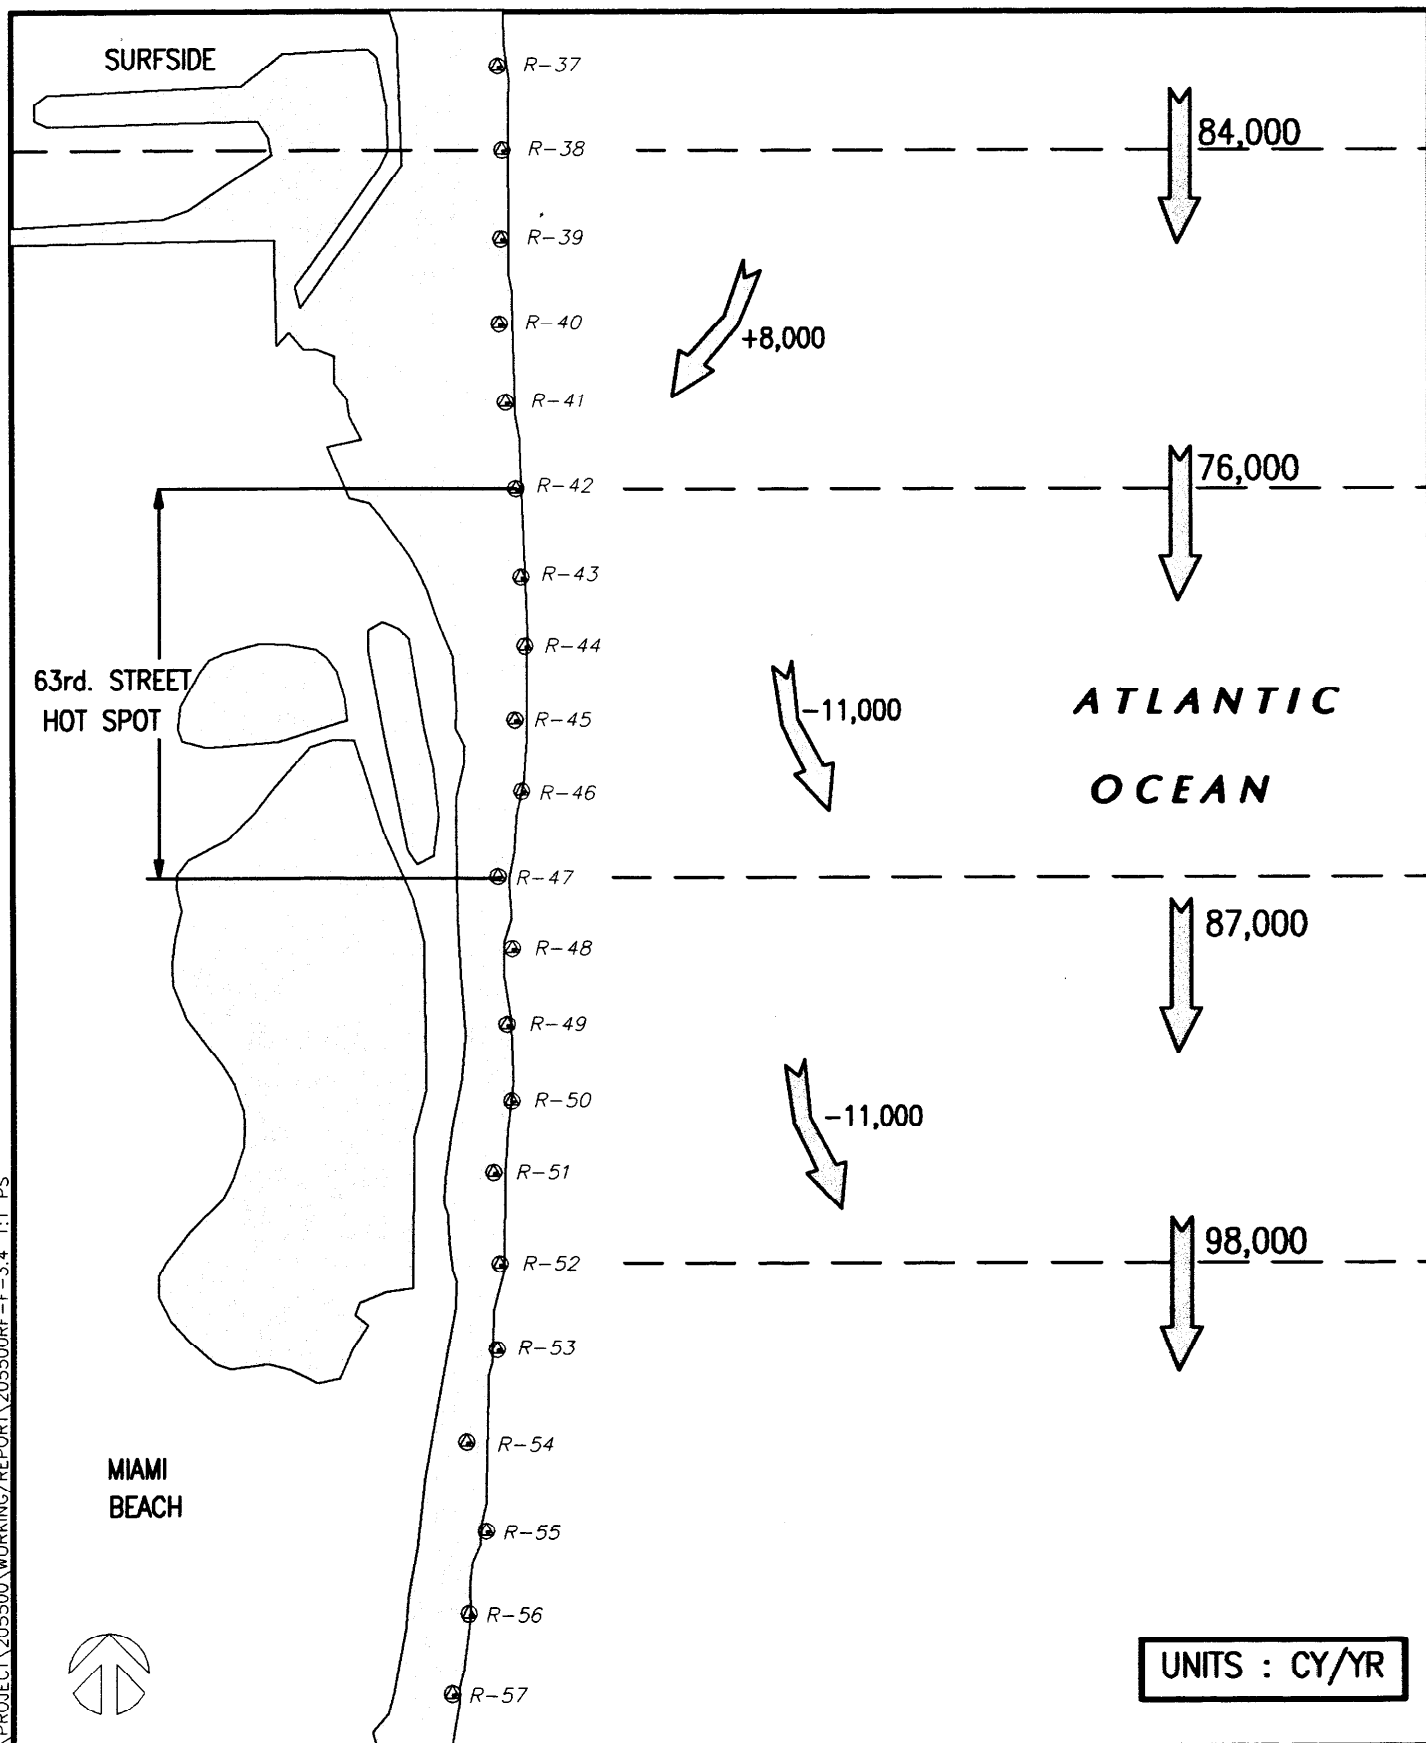 SURFSIDE
R-37
84,000
R-38
R-39
R-40
+8,000
R-41
76,000
R-42
R-43
R-44
63rd. STREET
HOT SPOT
-11,000
ATLANTIC
OCEAN
R-45
R-46
R-47
87,000
R-48
R-49
R-50
-11,000
R-51
98,000
R-52
R-53
R-54
MIAMI
BEACH
R-55
R-56
R-57
UNITS : CY/YR